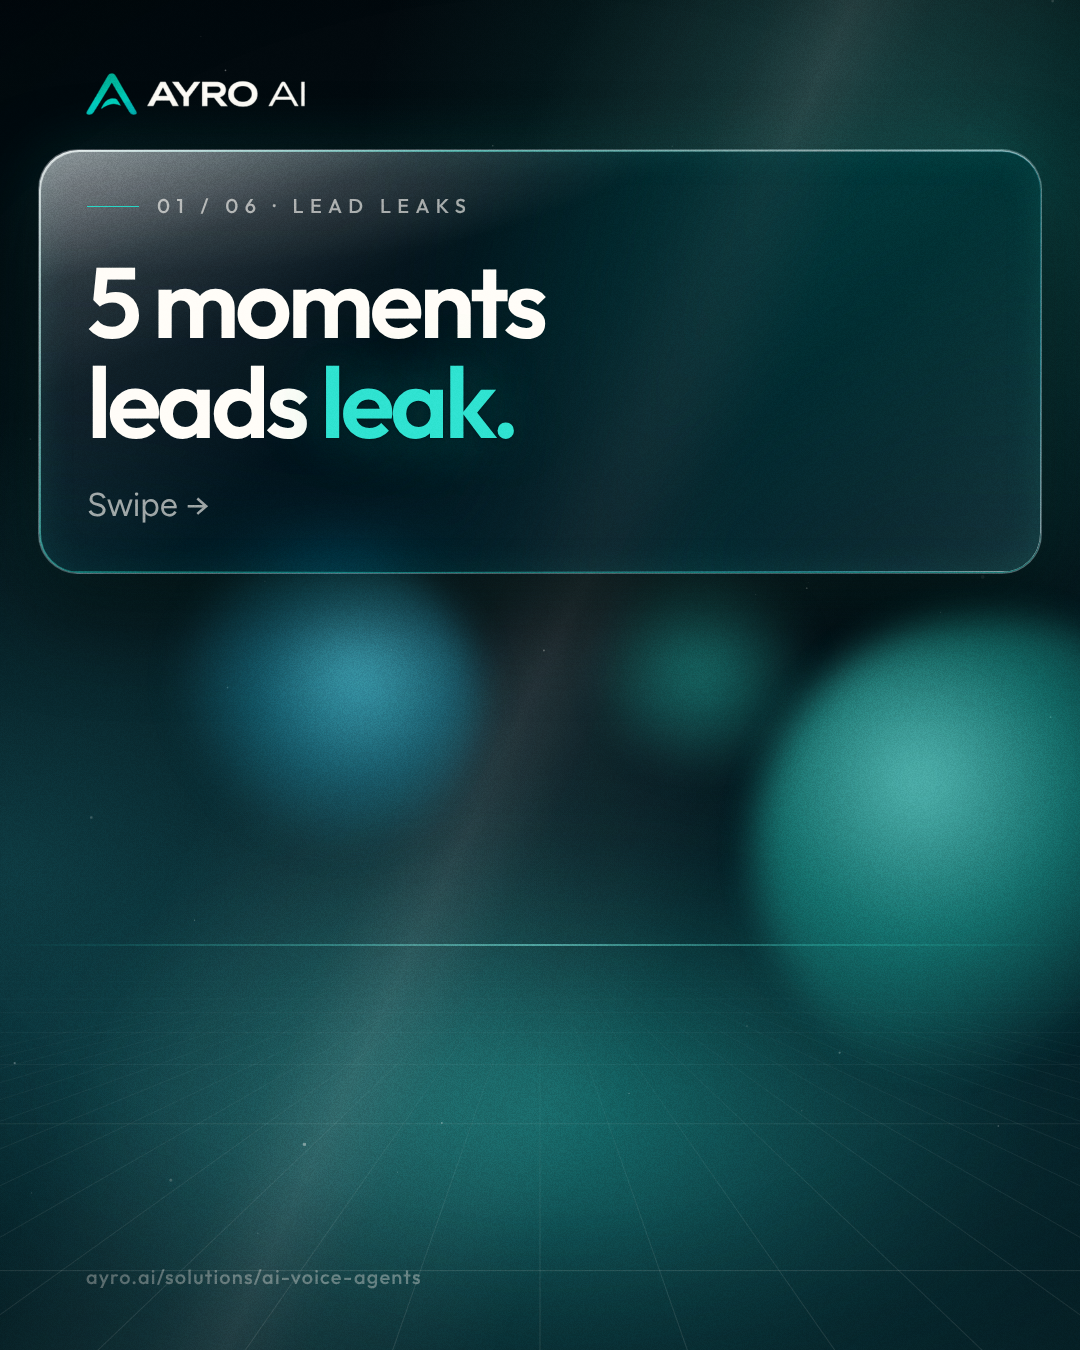 AYRO AI
01 / 06 · LEAD LEAKS
5 moments
leads leak.
Swipe →
ayro.ai/solutions/ai-voice-agents